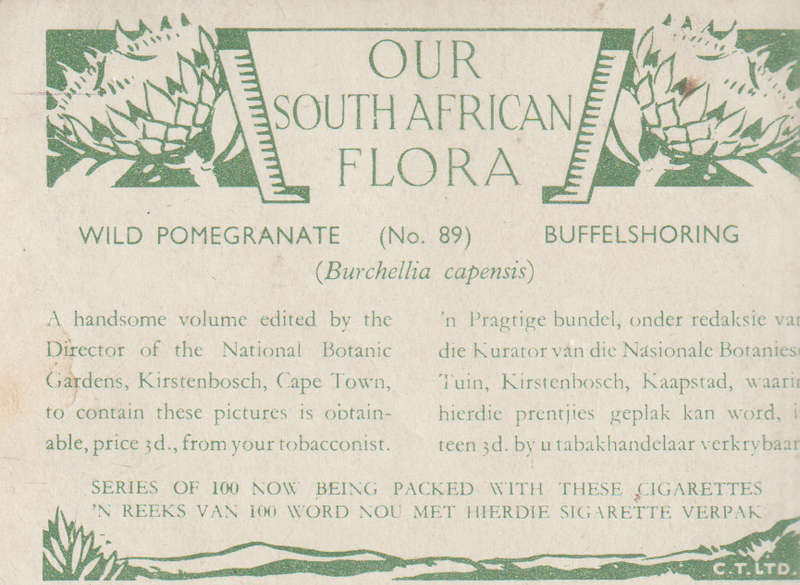 OUR
SOUTH AFRICAN
FLORA
WILD POMEGRANATE (No. 89) BUFFELSHORING
(Burchellia capensis)
A handsome volume edited by the
Director of the National Botanic
Gardens, Kirstenbosch, Cape Town,
to contain these pictures is obtain-
able, price 3d., from your tobacconist.
'n Pragtige bundel, onder redaksie van
die Kurator van die Nasionale Botaniese
Tuin, Kirstenbosch, Kaapstad, waarin
hierdie prentjies geplak kan word, i
teen 3d. by u tabakhandelaar verkrybaar
SERIES OF 100 NOW BEING PACKED WITH THESE CIGARETTES
'N REEKS VAN 100 WORD NOU MET HIERDIE SIGARETTE VERPAK
C.T. LTD.